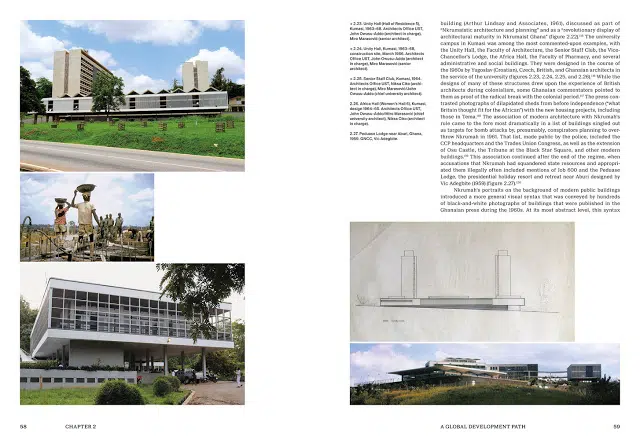 2.23. Unity Hall (Hall of Residence 5),
Kumasi, 1963–68. Architects Office UST,
John Owusu-Addo (architect in charge),
Miro Marasović (senior architect).
2.24. Unity Hall, Kumasi, 1963–68,
construction site, March 1966. Architects
Office UST, John Owusu-Addo (architect
in charge), Miro Marasović (senior
architect).
2.25. Senior Staff Club, Kumasi, 1964.
Architects Office UST, Nikso Ciko (architect
in charge), Miro Marasović/John
Owusu-Addo (senior architect).
2.26. Africa Hall (Women's Hall 6), Kumasi,
design 1964–65. Architects Office UST,
John Owusu-Addo/Miro Marasović (chief
university architect), Nikso Ciko (architect
in charge).
2.27. Peduase Lodge near Aburi, Ghana,
1959. GNCC, Vic Adegbite.
building (Arthur Lindsay and Associates, 1961), discussed as part of
"Nkrumaistic architecture and planning" and as a "revolutionary display of
architectural maturity in Nkrumaist Ghana" (figure 2.22). The university
campus in Kumasi was among the most commented-upon examples, with
the Unity Hall, the Faculty of Architecture, the Senior Staff Club, the Vice-
Chancellor's Lodge, the Africa Hall, the Faculty of Pharmacy, and several
administrative and social buildings. They were designed in the course of
the 1960s by Yugoslav (Croatian), Czech, British, and Ghanaian architects in
the service of the university (figures 2.23, 2.24, 2.25, and 2.26). While the
designs of many of these structures drew upon the experience of British
architects during colonialism, some Ghanaian commentators pointed to
them as proof of the radical break with the colonial period. The press con-
trasted photographs of dilapidated sheds from before independence ("what
Britain thought fit for the African") with the new housing projects, including
those in Tema. The association of modern architecture with Nkrumah's
rule came to the fore most dramatically in a list of buildings singled out
as targets for bomb attacks by, presumably, conspirators planning to over-
throw Nkrumah in 1961. That list, made public by the police, included the
CPP headquarters and the Trades Union Congress, as well as the extension
of Osu Castle, the Tribune at the Black Star Square, and other modern
buildings. This association continued after the end of the regime, when
accusations that Nkrumah had squandered state resources and appropri-
ated them illegally often included mentions of Job 600 and the Peduase
Lodge, the presidential holiday resort and retreat near Aburi designed by
Vic Adegbite (1959) (figure 2.27).
Nkrumah's portraits on the background of modern public buildings
introduced a more general visual syntax that was conveyed by hundreds
of black-and-white photographs of buildings that were published in the
Ghanaian press during the 1960s. At its most abstract level, this syntax
58
CHAPTER 2
A GLOBAL DEVELOPMENT PATH
59